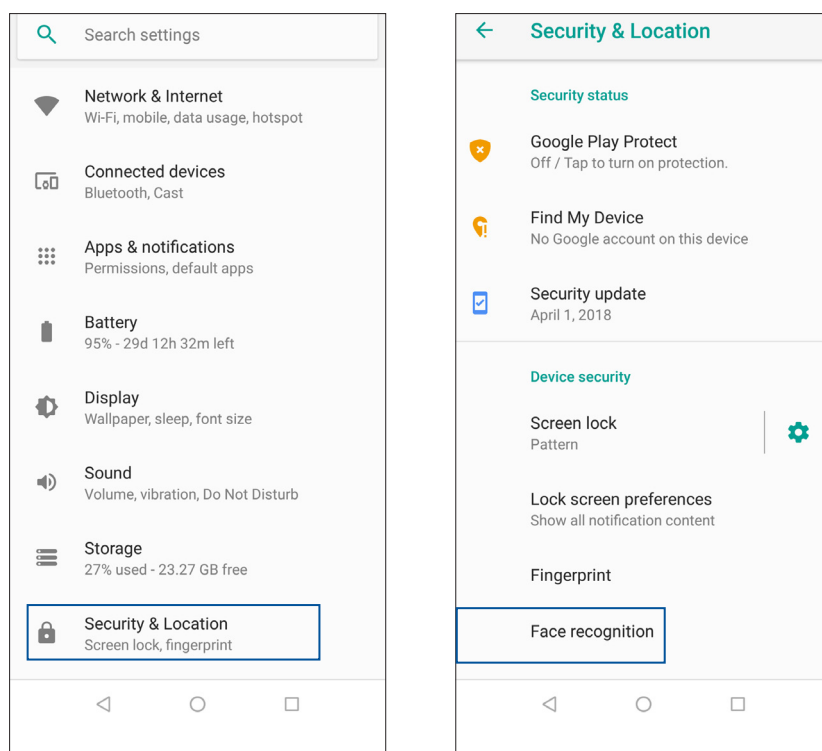 Search settings
Network & Internet
Wi-Fi, mobile, data usage, hotspot
Connected devices
Bluetooth, Cast
Apps & notifications
Permissions, default apps
Battery
95% - 29d 12h 32m left
Display
Wallpaper, sleep, font size
Sound
Volume, vibration, Do Not Disturb
Storage
27% used - 23.27 GB free
Security & Location
Screen lock, fingerprint
Security & Location
Security status
Google Play Protect
Off / Tap to turn on protection.
Find My Device
No Google account on this device
Security update
April 1, 2018
Device security
Screen lock
Pattern
Lock screen preferences
Show all notification content
Fingerprint
Face recognition